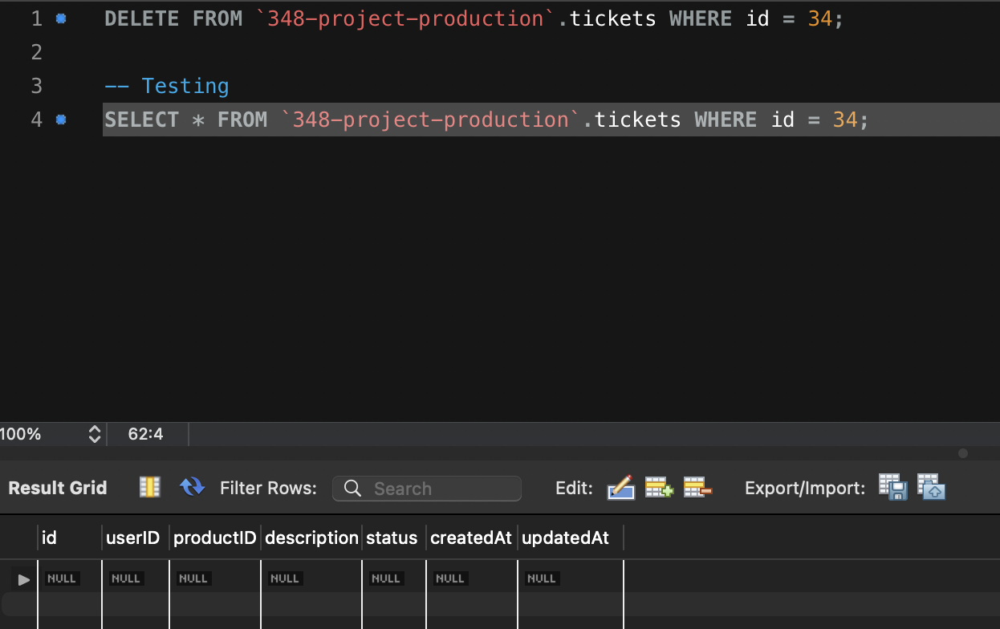 1 DELETE FROM `348-project-production`.tickets WHERE id = 34;
2
3 -- Testing
4 SELECT * FROM `348-project-production`.tickets WHERE id = 34;
100% 62:4
Result Grid Filter Rows: Search Edit: Export/Import:
id userID productID description status createdAt updatedAt
NULL NULL NULL NULL NULL NULL NULL